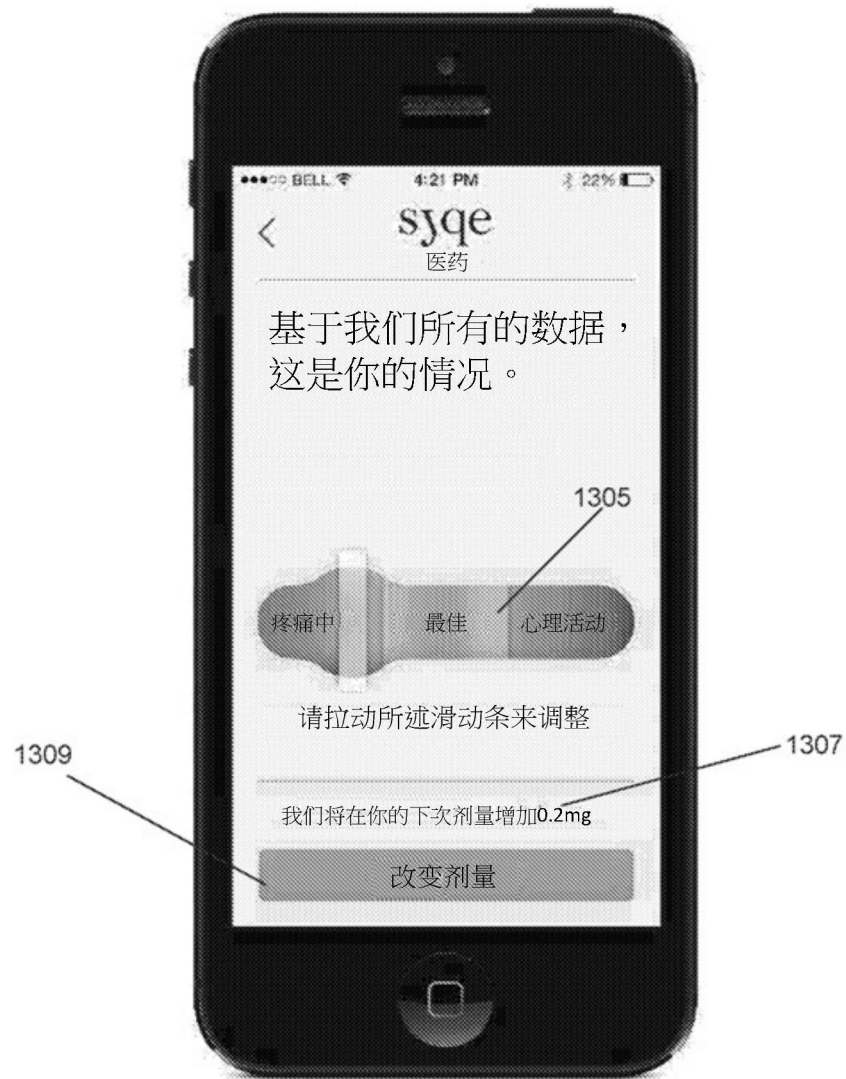 BELL 4:21 PM 22%
syqe
医药
基于我们所有的数据，
这是你的情况。
1305
疼痛中 最佳 心理活动
请拉动所述滑动条来调整
1309
1307
我们将在你的下次剂量增加0.2mg
改变剂量